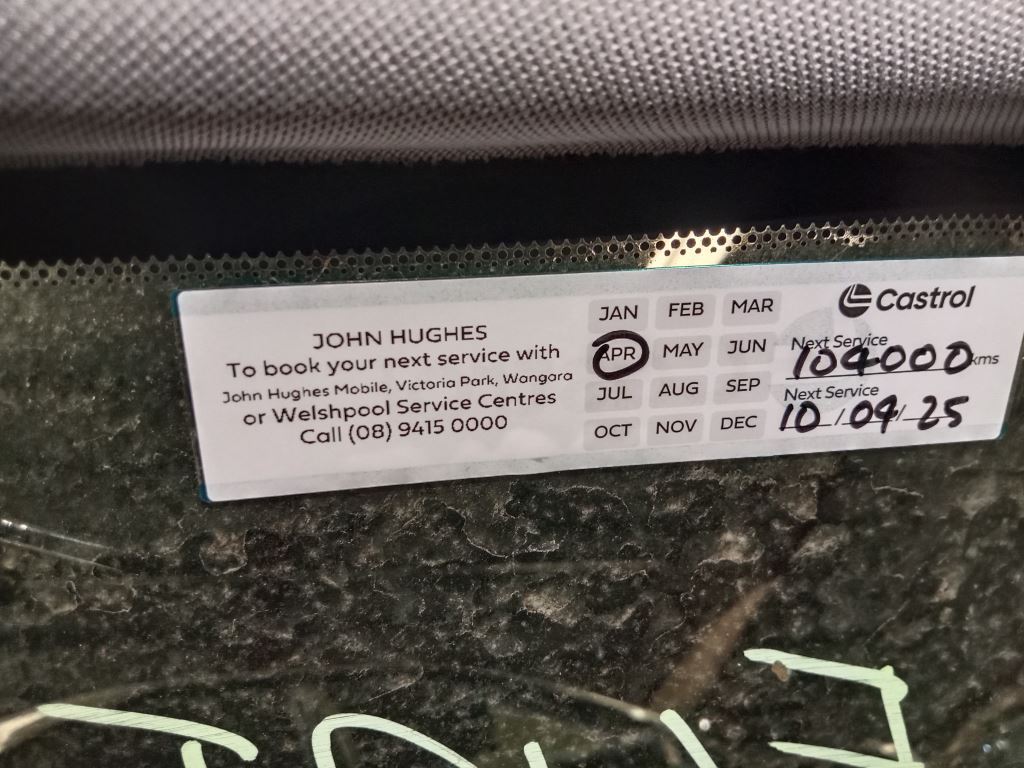 JOHN HUGHES
To book your next service with
John Hughes Mobile, Victoria Park, Wangara
or Welshpool Service Centres
Call (08) 9415 0000
JAN FEB MAR
APR MAY JUN
JUL AUG SEP
OCT NOV DEC
Castrol
Next Service
104000 kms
Next Service
10/04/25